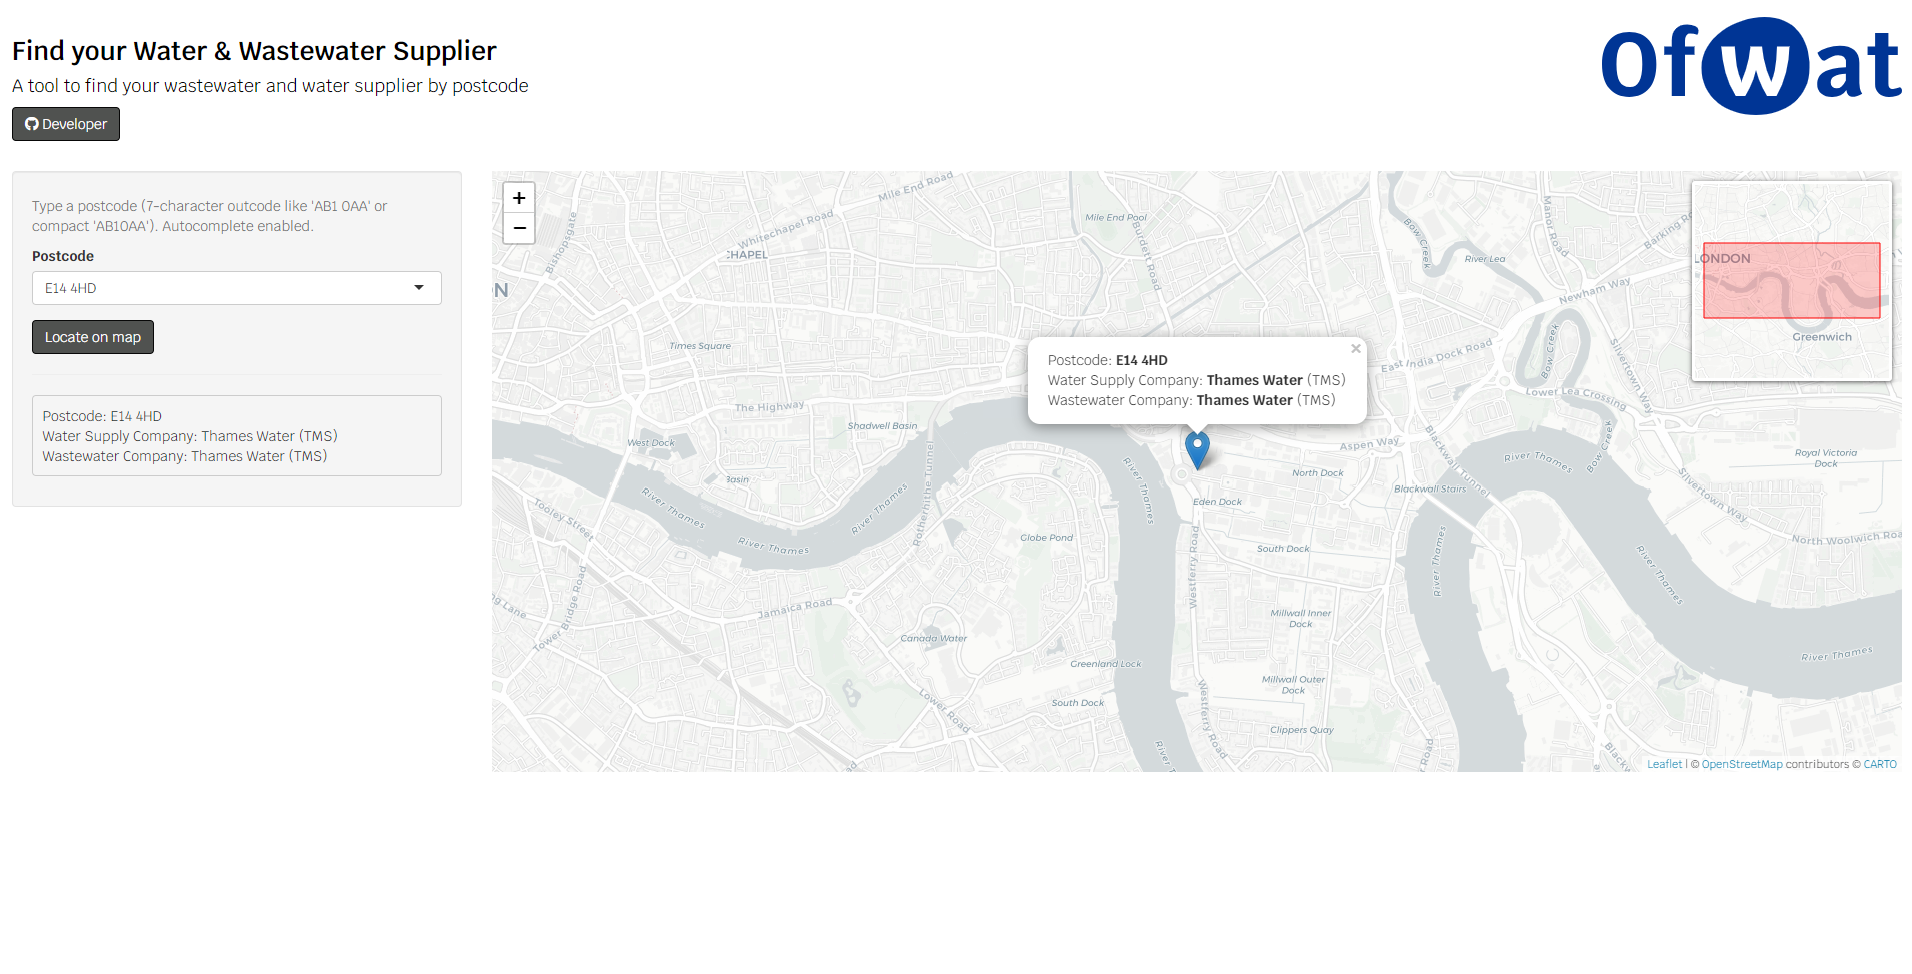 Find your Water & Wastewater Supplier
A tool to find your wastewater and water supplier by postcode
Developer
Ofwat
Type a postcode (7-character outcode like 'AB1 0AA' or
compact 'AB10AA'). Autocomplete enabled.
Postcode
E14 4HD
Locate on map
Postcode: E14 4HD
Water Supply Company: Thames Water (TMS)
Wastewater Company: Thames Water (TMS)
+
−
Bishopsgate
Whitechapel Road
Mile End Road
Mile End Pool
Burdett Road
CHAPEL
Bow Creek
River Lea
Manor Road
Barking Ro
Newham Way
LONDON
Greenwich
N
Times Square
East India Dock Road
Bow Creek
Silvertown Way
Lower Lea Crossing
×
Postcode: E14 4HD
Water Supply Company: Thames Water (TMS)
Wastewater Company: Thames Water (TMS)
The Highway
Shadwell Basin
West Dock
Basin
Rotherhithe Tunnel
River Thames
River Thames
River Thames
River Thames
Aspen Way
North Dock
Eden Dock
Blackwall Tunnel
Blackwall Stairs
River Thames
Bow Creek
Royal Victoria
Dock
Silvertown Way
North Woolwich Roa
Tooley Street
Globe Pond
South Dock
Westferry Road
River Thames
River Thames
ng Lane
Tower Bridge Road
Jamaica Road
Canada Water
Millwall Inner
Dock
Greenland Lock
River Thames
Millwall Outer
Dock
South Dock
Lower Road
Westferry Road
Clippers Quay
River
Road
Blackw
Leaflet | © OpenStreetMap contributors © CARTO